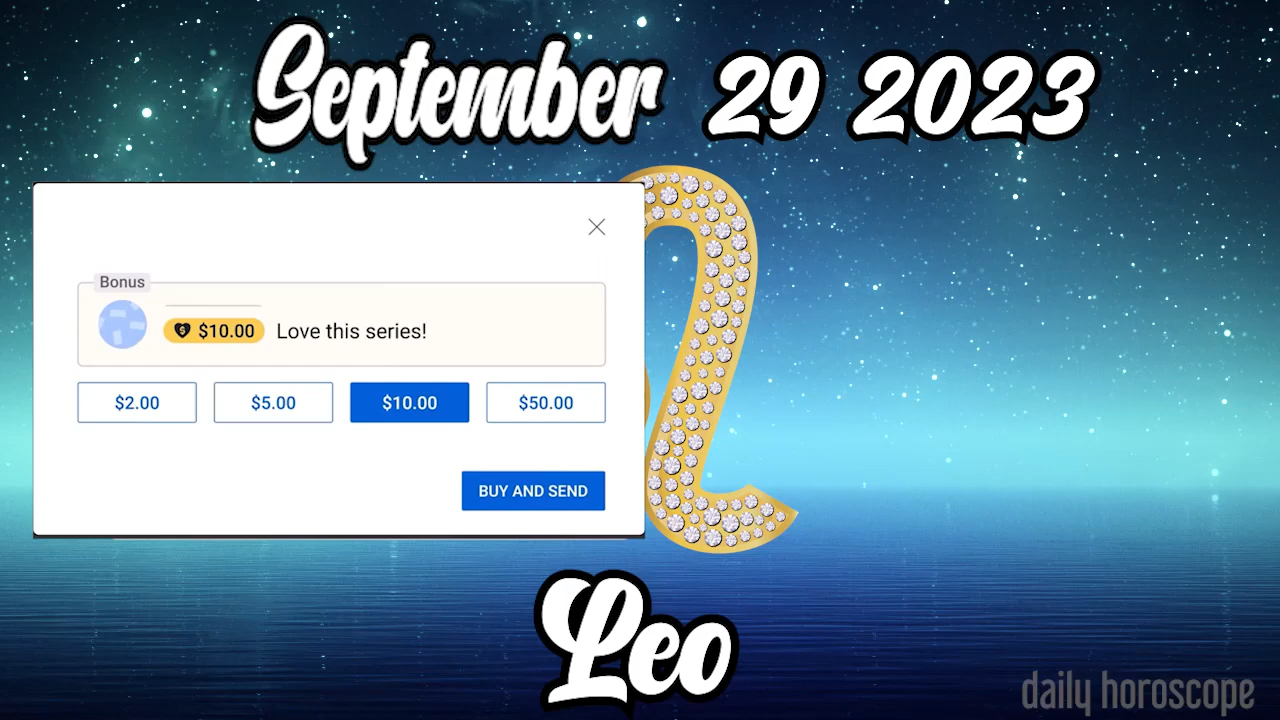 September 29 2023
Bonus
$10.00 Love this series!
$2.00 $5.00 $10.00 $50.00
BUY AND SEND
Leo
daily horoscope